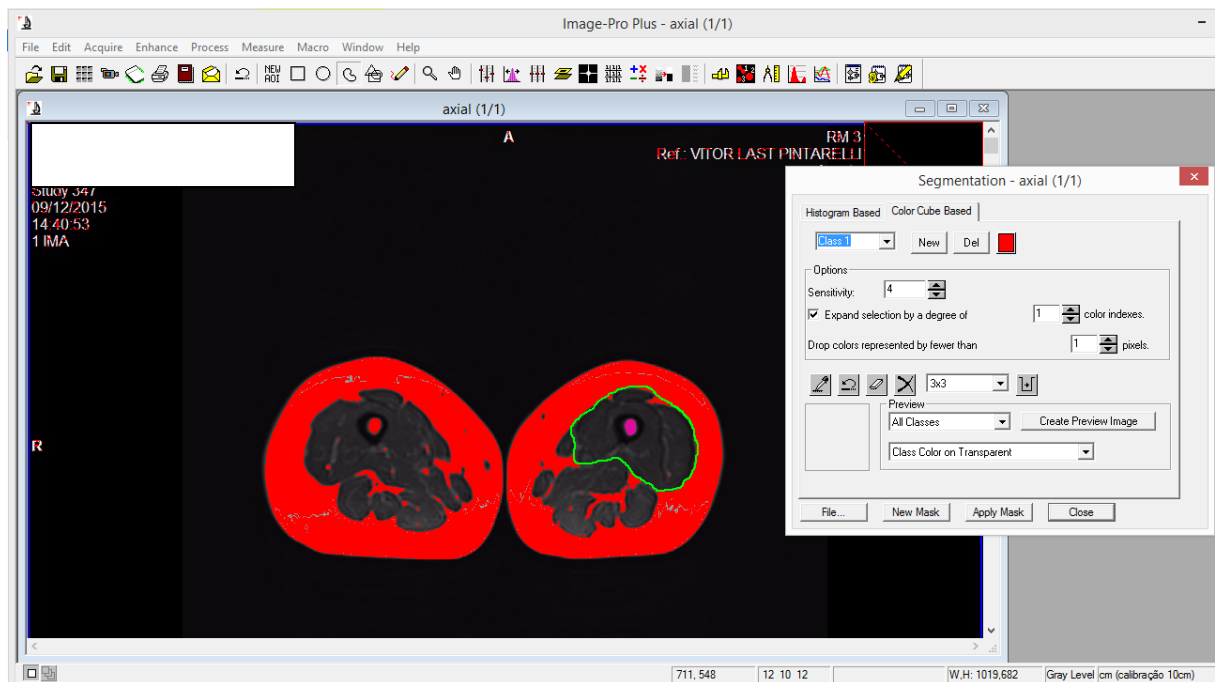 Image-Pro Plus - axial (1/1)
File Edit Acquire Enhance Process Measure Macro Window Help
NEW
AOI
axial (1/1)
A
RM 3
Ref.: VITOR LAST PINTARELLI
Study 347
09/12/2015
14:40:53
1 IMA
R
Segmentation - axial (1/1)
Histogram Based Color Cube Based
Class 1 New Del
Options
Sensitivity: 4
Expand selection by a degree of 1 color indexes.
Drop colors represented by fewer than 1 pixels.
3x3
Preview
All Classes Create Preview Image
Class Color on Transparent
File... New Mask Apply Mask Close
711, 548 12 10 12 W,H: 1019,682 Gray Level cm (calibração 10cm)